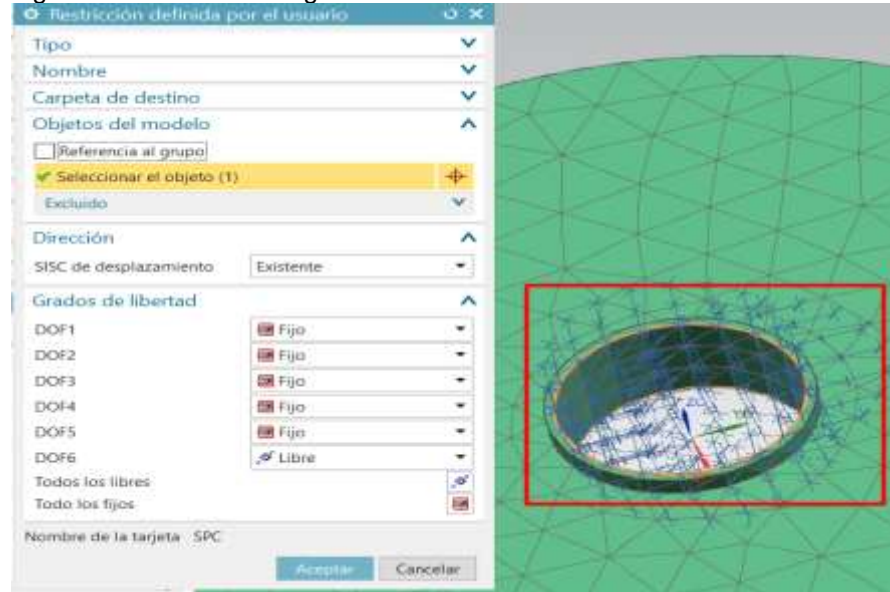 Restricción definida por el usuario
Tipo
Nombre
Carpeta de destino
Objetos del modelo
Referencia al grupo
Seleccionar el objeto (1)
Excluido
Dirección
SISC de desplazamiento Existente
Grados de libertad
DOF1 Fijo
DOF2 Fijo
DOF3 Fijo
DOF4 Fijo
DOF5 Fijo
DOF6 Libre
Todos los libres
Todo los fijos
Nombre de la tarjeta SPC
Aceptar Cancelar